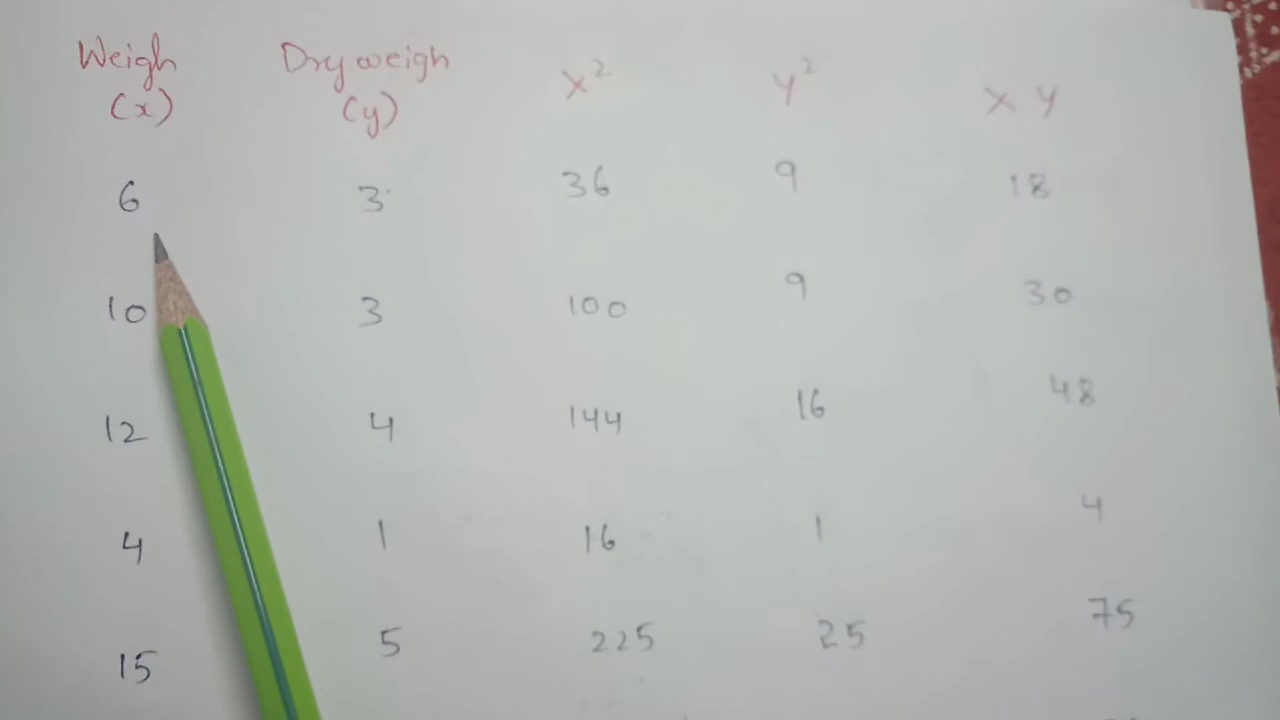 Weigh Dry weigh x² y² x y
(x) (y)
6 3 36 9 18
10 3 100 9 30
12 4 144 16 48
4 1 16 1 4
15 5 225 25 75